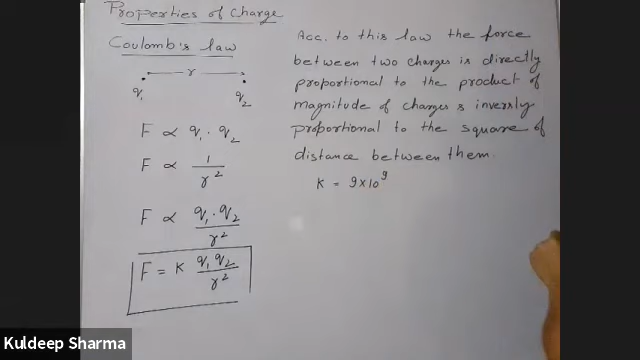 Properties of Charge
Coulomb's law
r
q₁ q₂
F ∝ q₁ . q₂
F ∝ 1/r²
F ∝ q₁ . q₂/r²
F = K q₁q₂/r²
Acc. to this law the force
between two charges is directly
proportional to the product of
magnitude of charges & inversly
proportional to the square of
distance between them.
K = 9×10⁹
Kuldeep Sharma